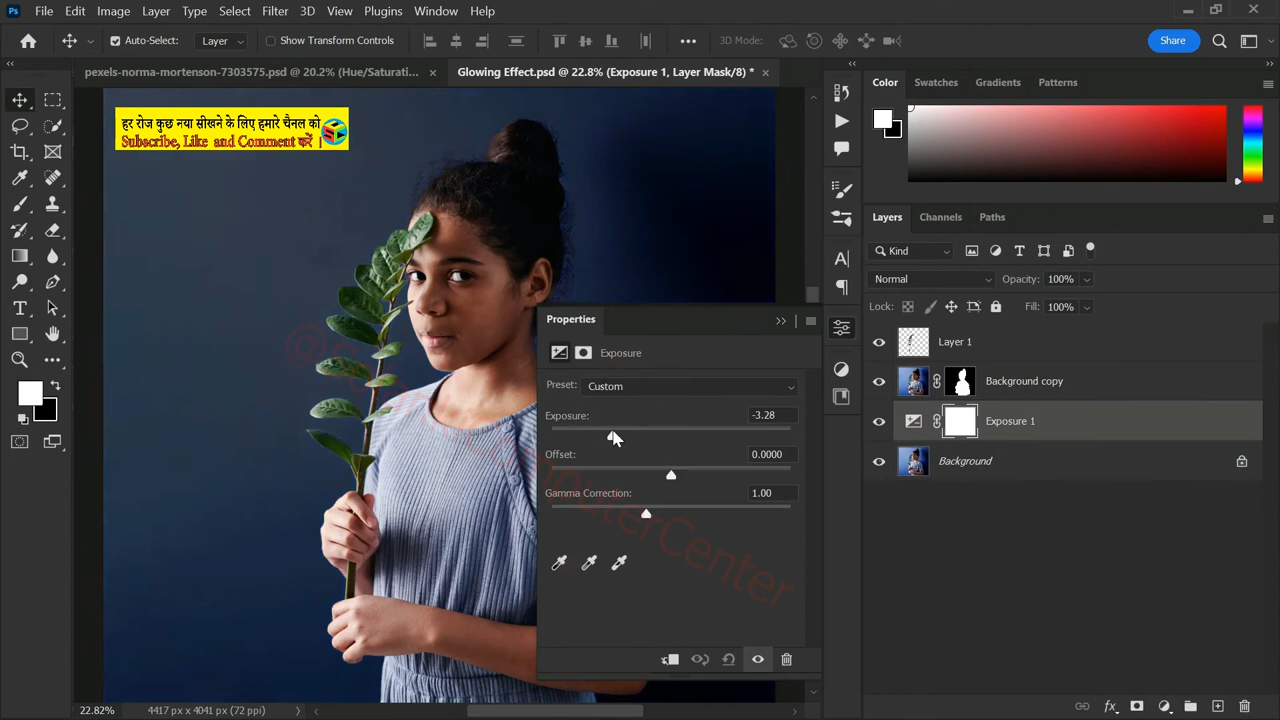 Ps File Edit Image Layer Type Select Filter 3D View Plugins Window Help
Auto-Select: Layer Show Transform Controls 3D Mode: Share
pexels-norma-mortenson-7303575.psd @ 20.2% (Hue/Saturati... × Glowing Effect.psd @ 22.8% (Exposure 1, Layer Mask/8) * ×
Color Swatches Gradients Patterns
हर रोज कुछ नया सीखने के लिए हमारे चैनल को
Subscribe, Like and Comment करें |
Layers Channels Paths
Kind
Normal Opacity: 100%
Lock: Fill: 100%
Layer 1
Background copy
Exposure 1
Background
Properties
Exposure
Preset: Custom
Exposure: -3.28
Offset: 0.0000
Gamma Correction: 1.00
22.82% 4417 px x 4041 px (72 ppi)